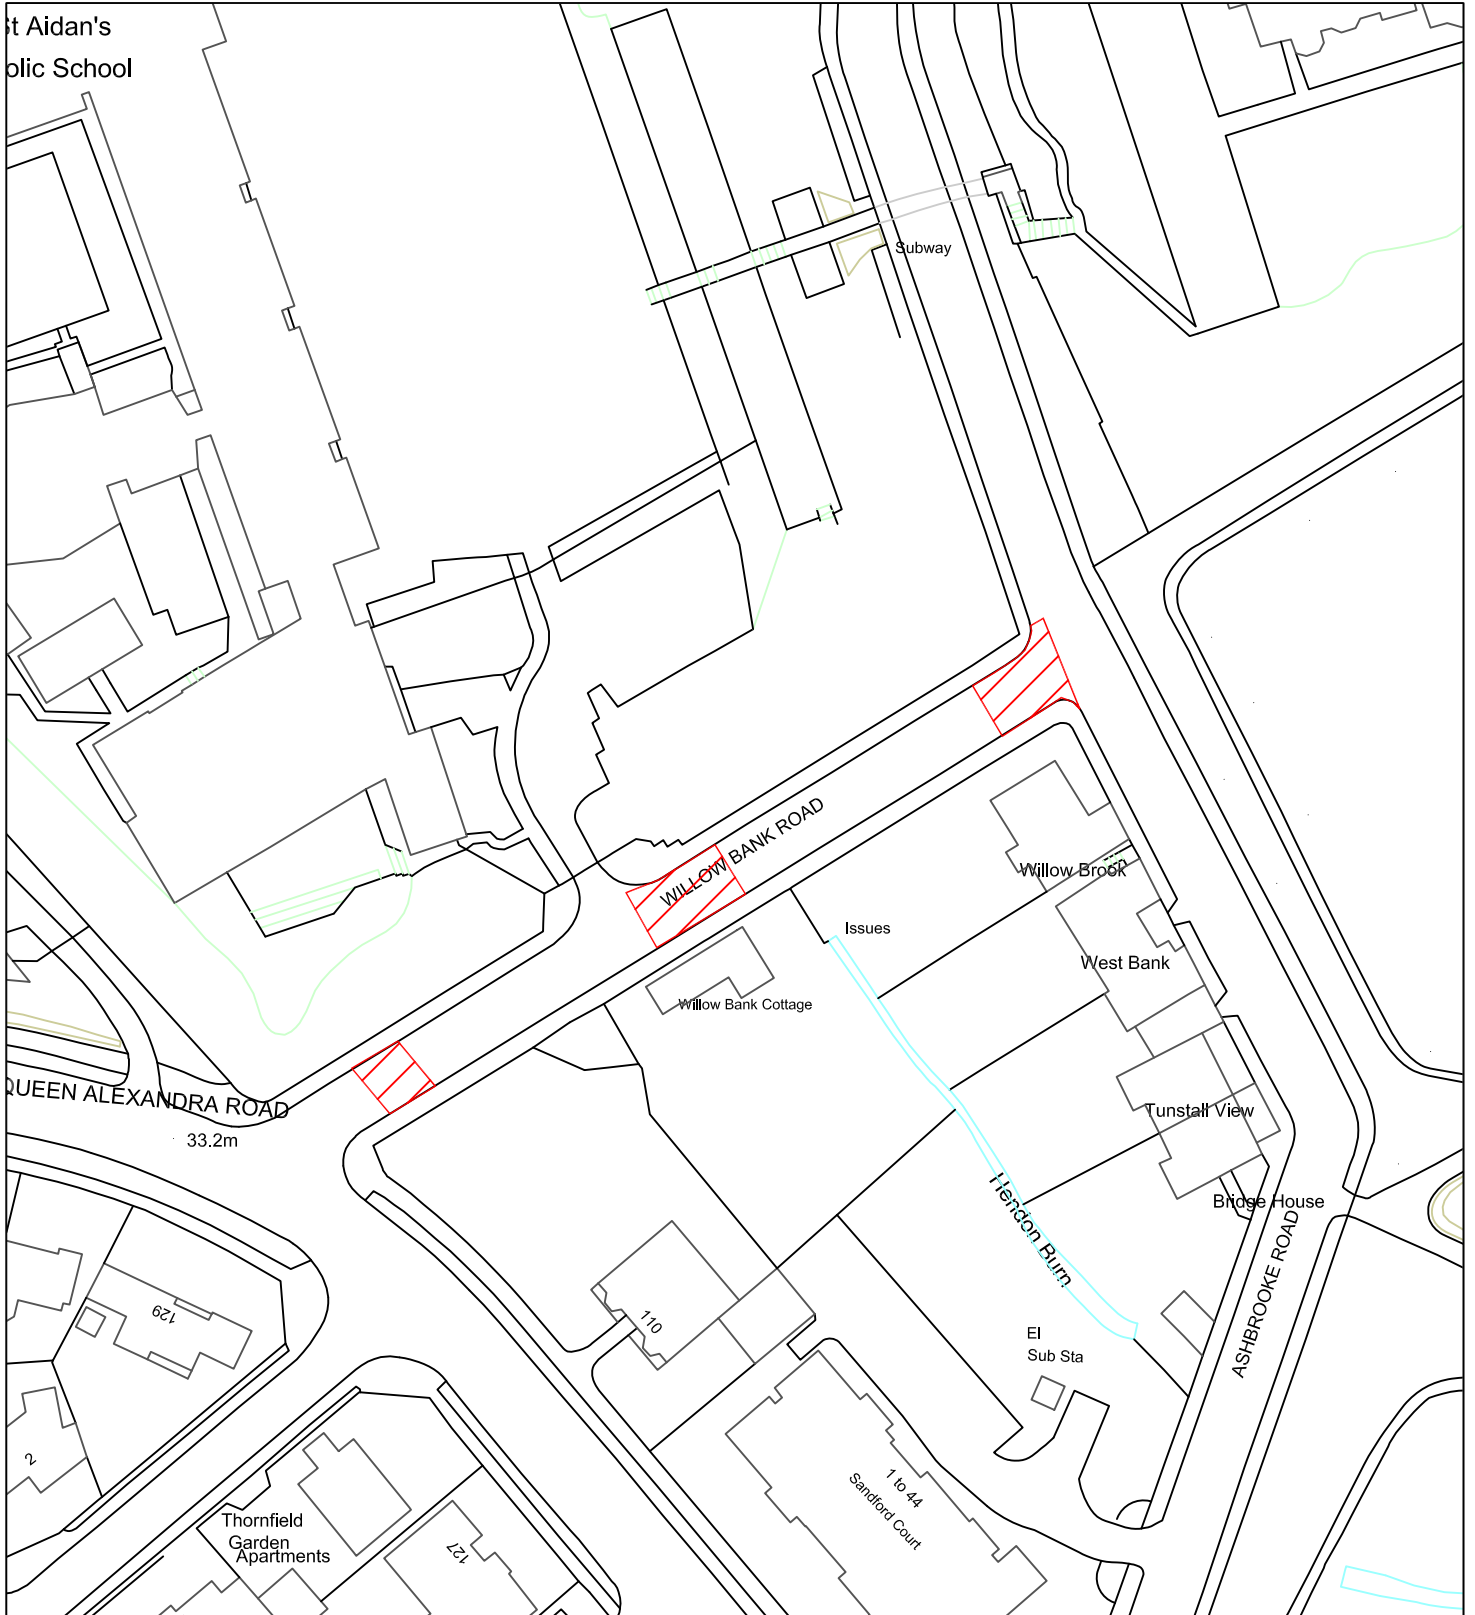 St Aidan's
olic School
Subway
WILLOW BANK ROAD
Willow Brook
Issues
West Bank
Willow Bank Cottage
QUEEN ALEXANDRA ROAD
33.2m
Tunstall View
Bridge House
Hendon Burn
ASHBROOKE ROAD
129
110
El
Sub Sta
2
1 to 44
Sandford Court
Thornfield
Garden
Apartments
127